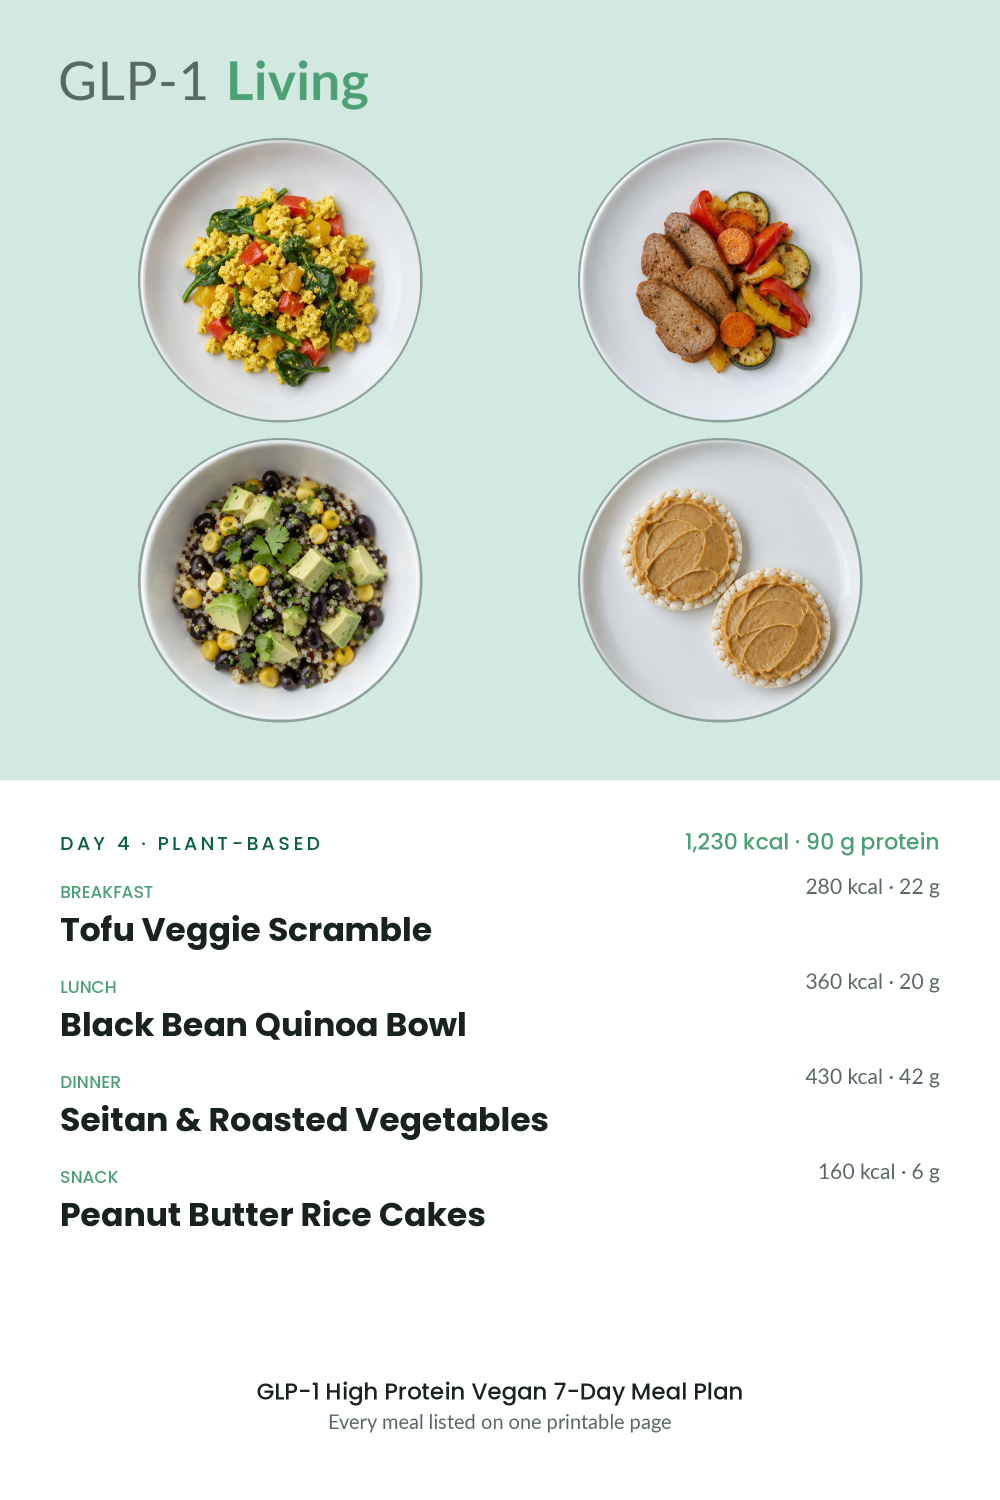 GLP-1 Living
DAY 4 · PLANT-BASED
1,230 kcal · 90 g protein
BREAKFAST
280 kcal · 22 g
Tofu Veggie Scramble
LUNCH
360 kcal · 20 g
Black Bean Quinoa Bowl
DINNER
430 kcal · 42 g
Seitan & Roasted Vegetables
SNACK
160 kcal · 6 g
Peanut Butter Rice Cakes
GLP-1 High Protein Vegan 7-Day Meal Plan
Every meal listed on one printable page